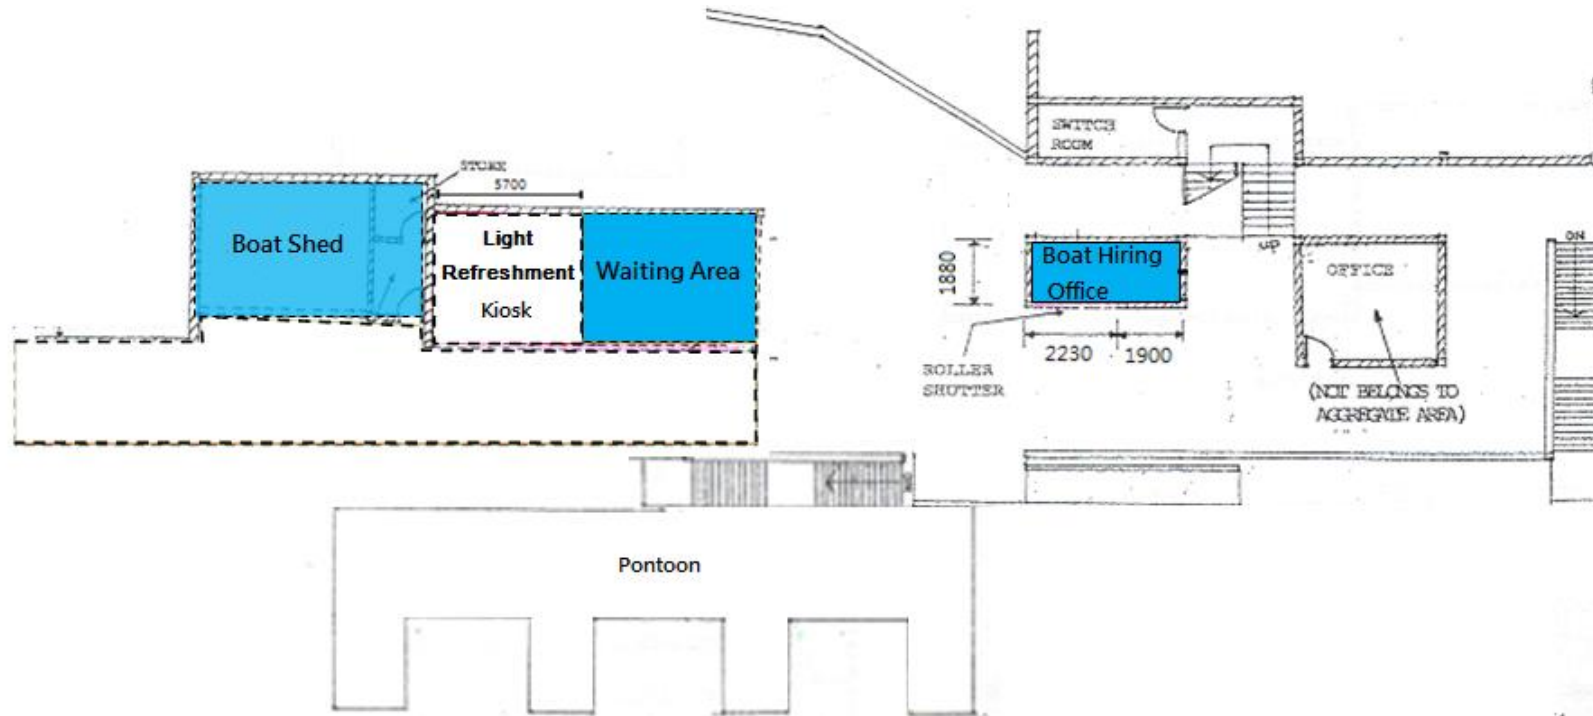 SWITCH
ROOM
STORE
5700
Boat Shed
Light
Refreshment
Kiosk
Waiting Area
1880
Boat Hiring
Office
UP
OFFICE
2230
1900
ROLLER
SHUTTER
(NOT BELONGS TO
AGGREGATE AREA)
Pontoon